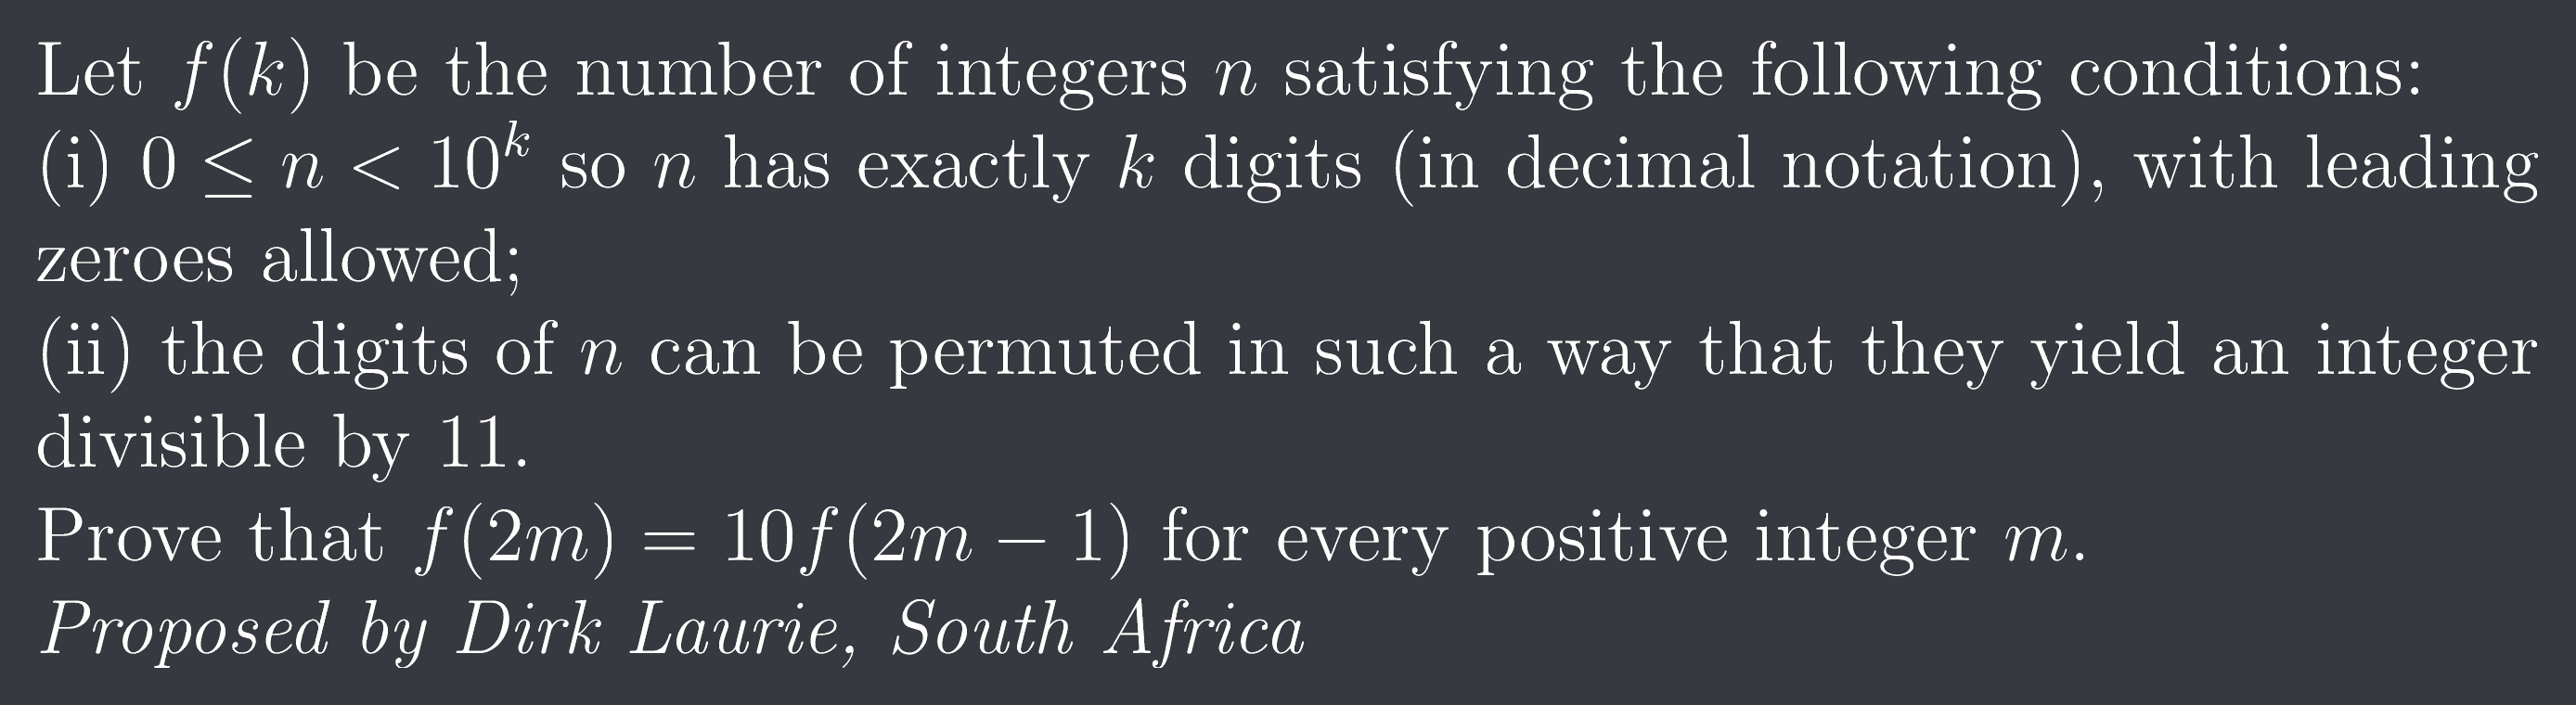 Let f(k) be the number of integers n satisfying the following conditions:
(i) 0 ≤ n < 10^k so n has exactly k digits (in decimal notation), with leading
zeroes allowed;
(ii) the digits of n can be permuted in such a way that they yield an integer
divisible by 11.
Prove that f(2m) = 10f(2m − 1) for every positive integer m.
Proposed by Dirk Laurie, South Africa